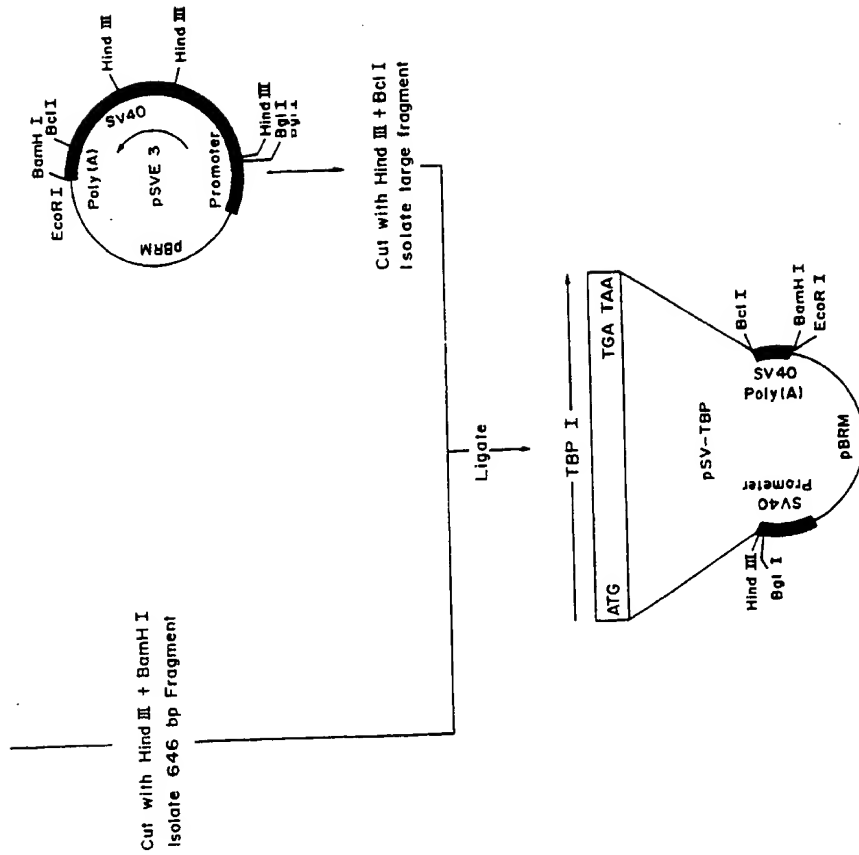 EcoR I
BamH I
Bcl I
Hind III
Hind III
Hind III
Bgl I
Poly(A)
SV40
pSVE 3
Promoter
pBRM
Cut with Hind III + Bcl I
Isolate large fragment
Cut with Hind III + BamH I
Isolate 646 bp Fragment
Ligate
TBP I
ATG
TGA TAA
Hind III
Bgl I
SV40
Promoter
pSV-TBP
Bcl I
SV40
Poly(A)
BamH I
EcoR I
pBRM